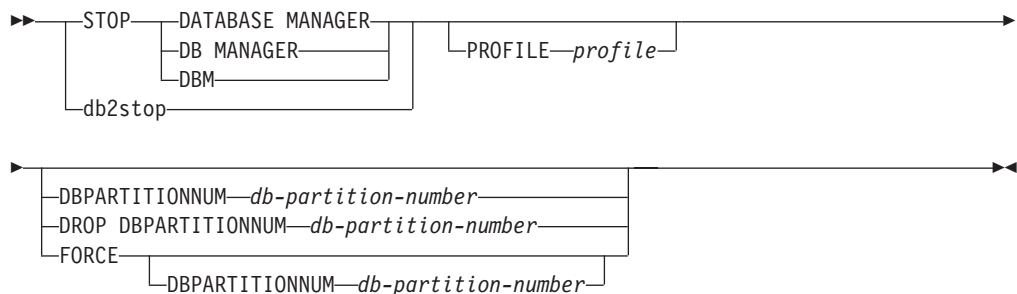 STOP DATABASE MANAGER
DB MANAGER
DBM
PROFILE profile
db2stop
DBPARTITIONNUM db-partition-number
DROP DBPARTITIONNUM db-partition-number
FORCE
DBPARTITIONNUM db-partition-number